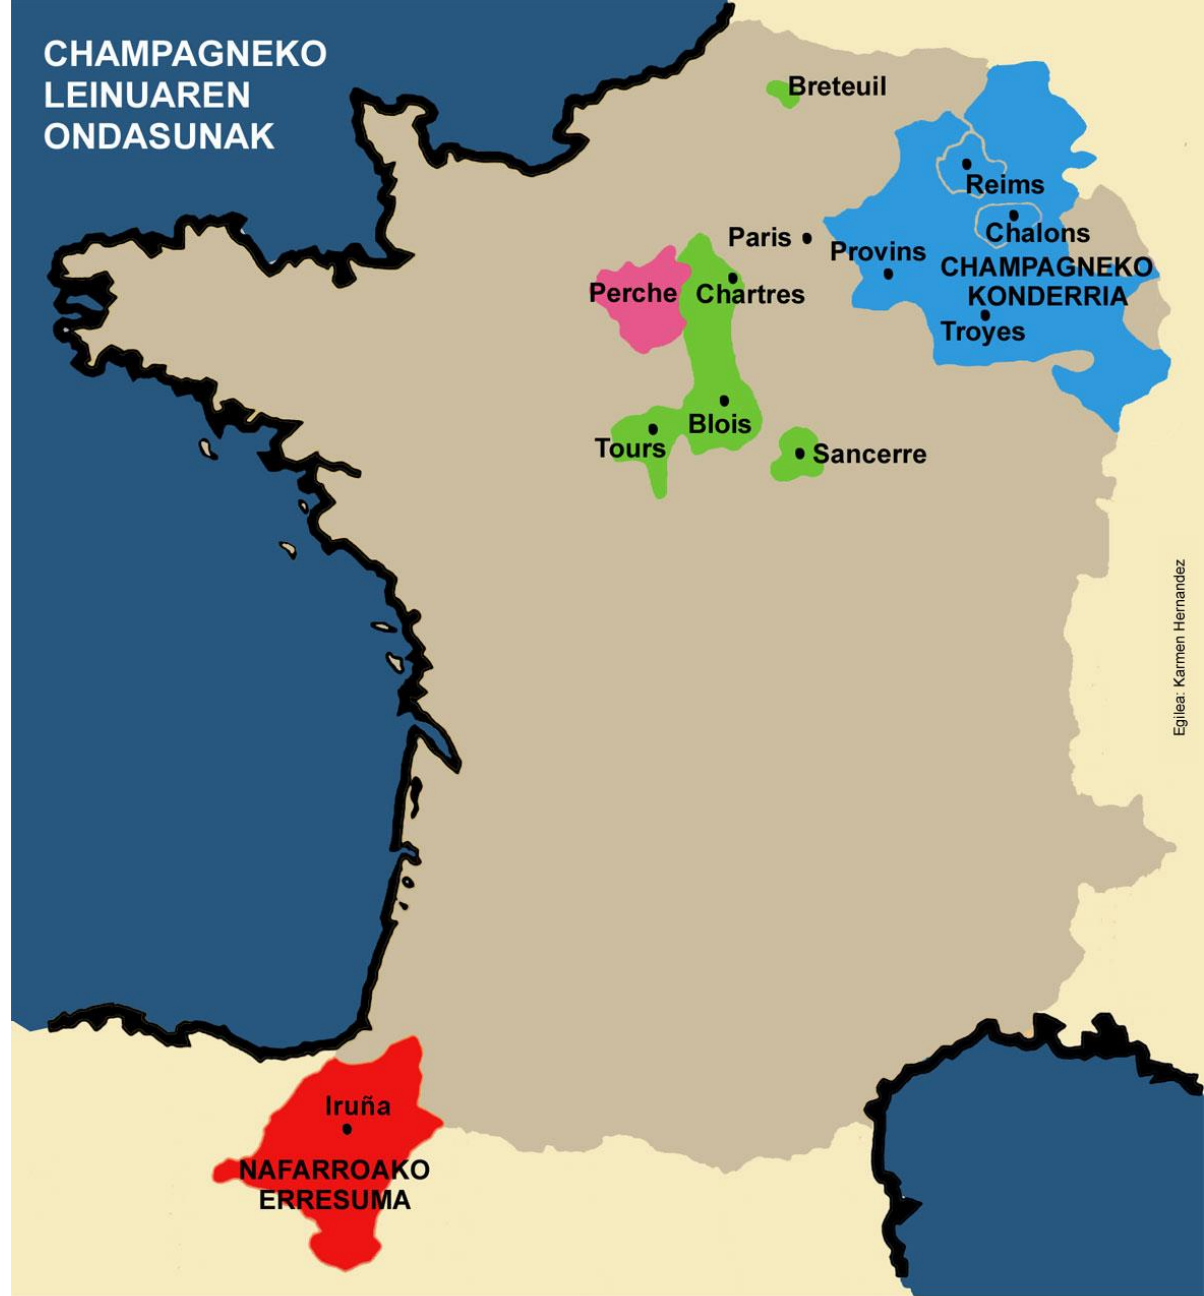 CHAMPAGNEKO
LEINUAREN
ONDASUNAK
Breteuil
Reims
Chalons
Paris
Provins
CHAMPAGNEKO
KONDERRIA
Perche
Chartres
Troyes
Blois
Tours
Sancerre
Egilea: Karmen Hernandez
Iruña
NAFARROAKO
ERRESUMA